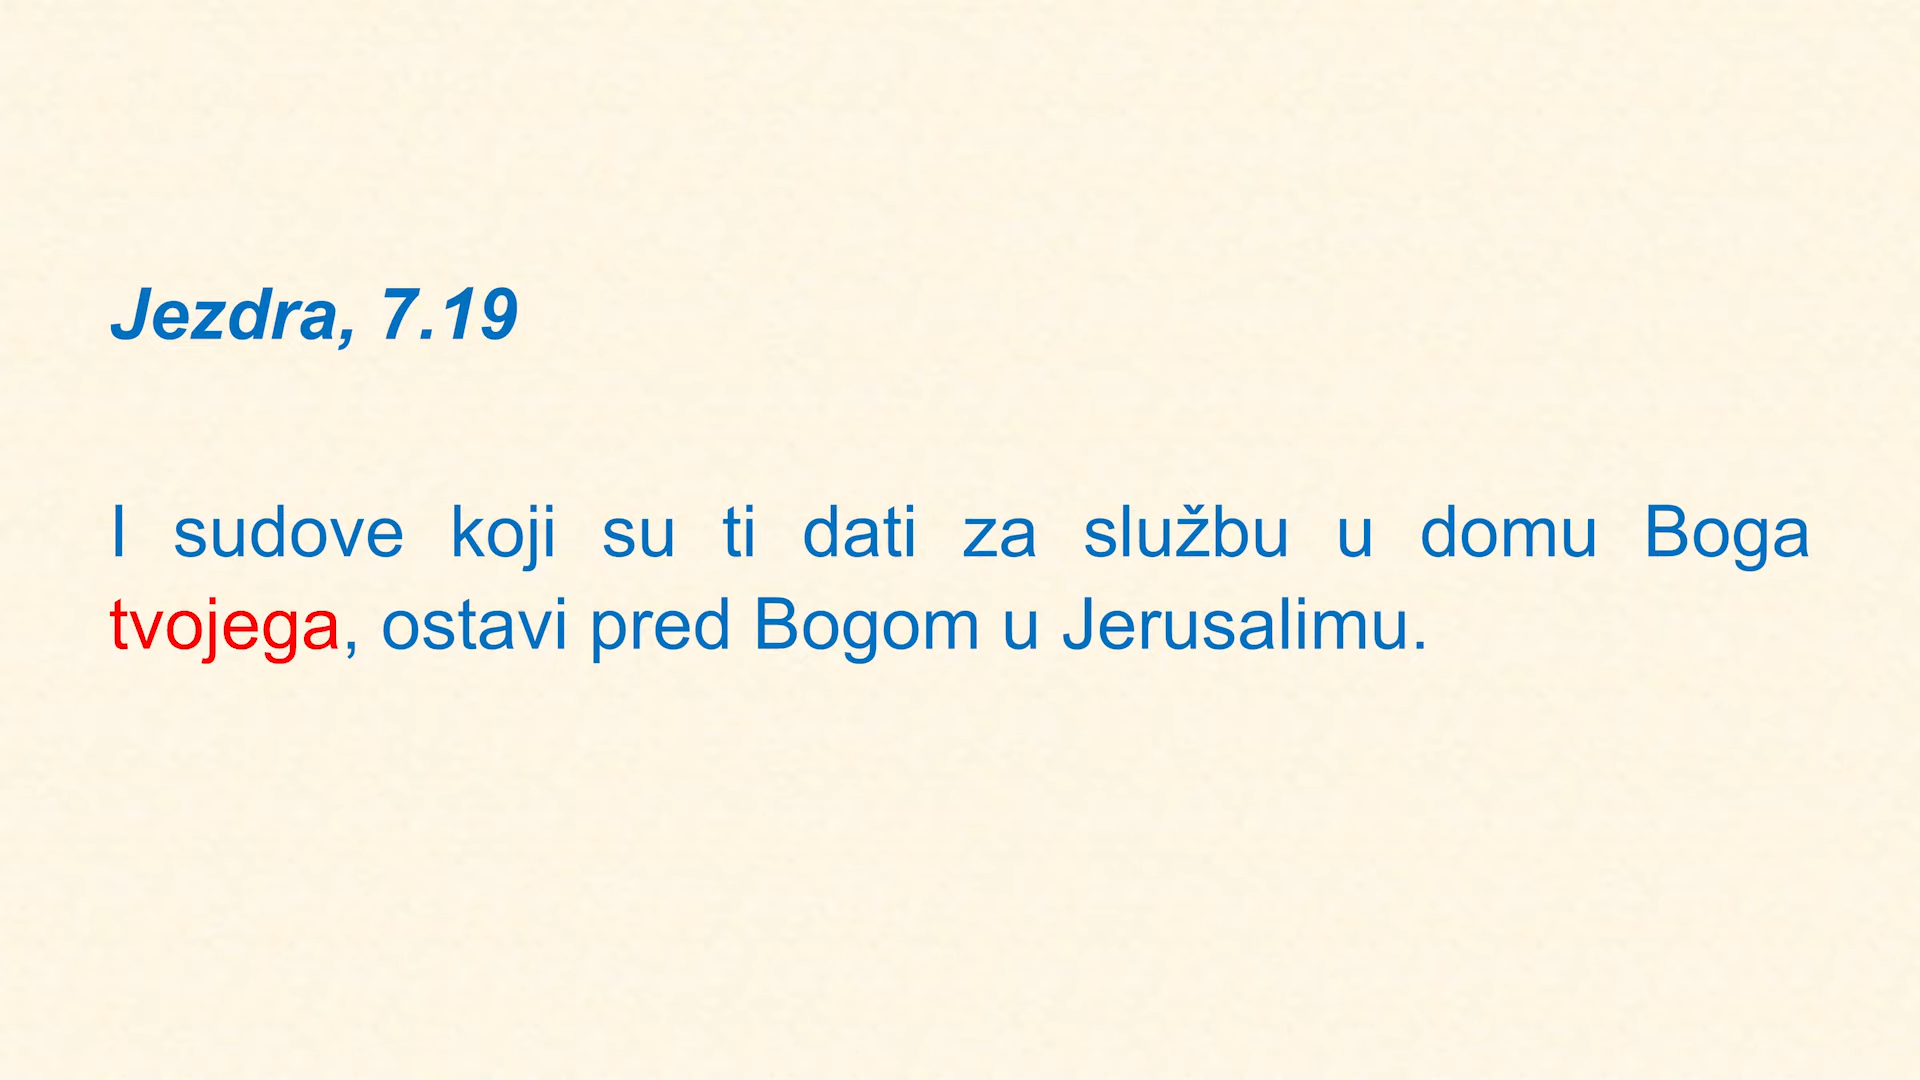 Jezdra, 7.19
I sudove koji su ti dati za službu u domu Boga
tvojega, ostavi pred Bogom u Jerusalimu.